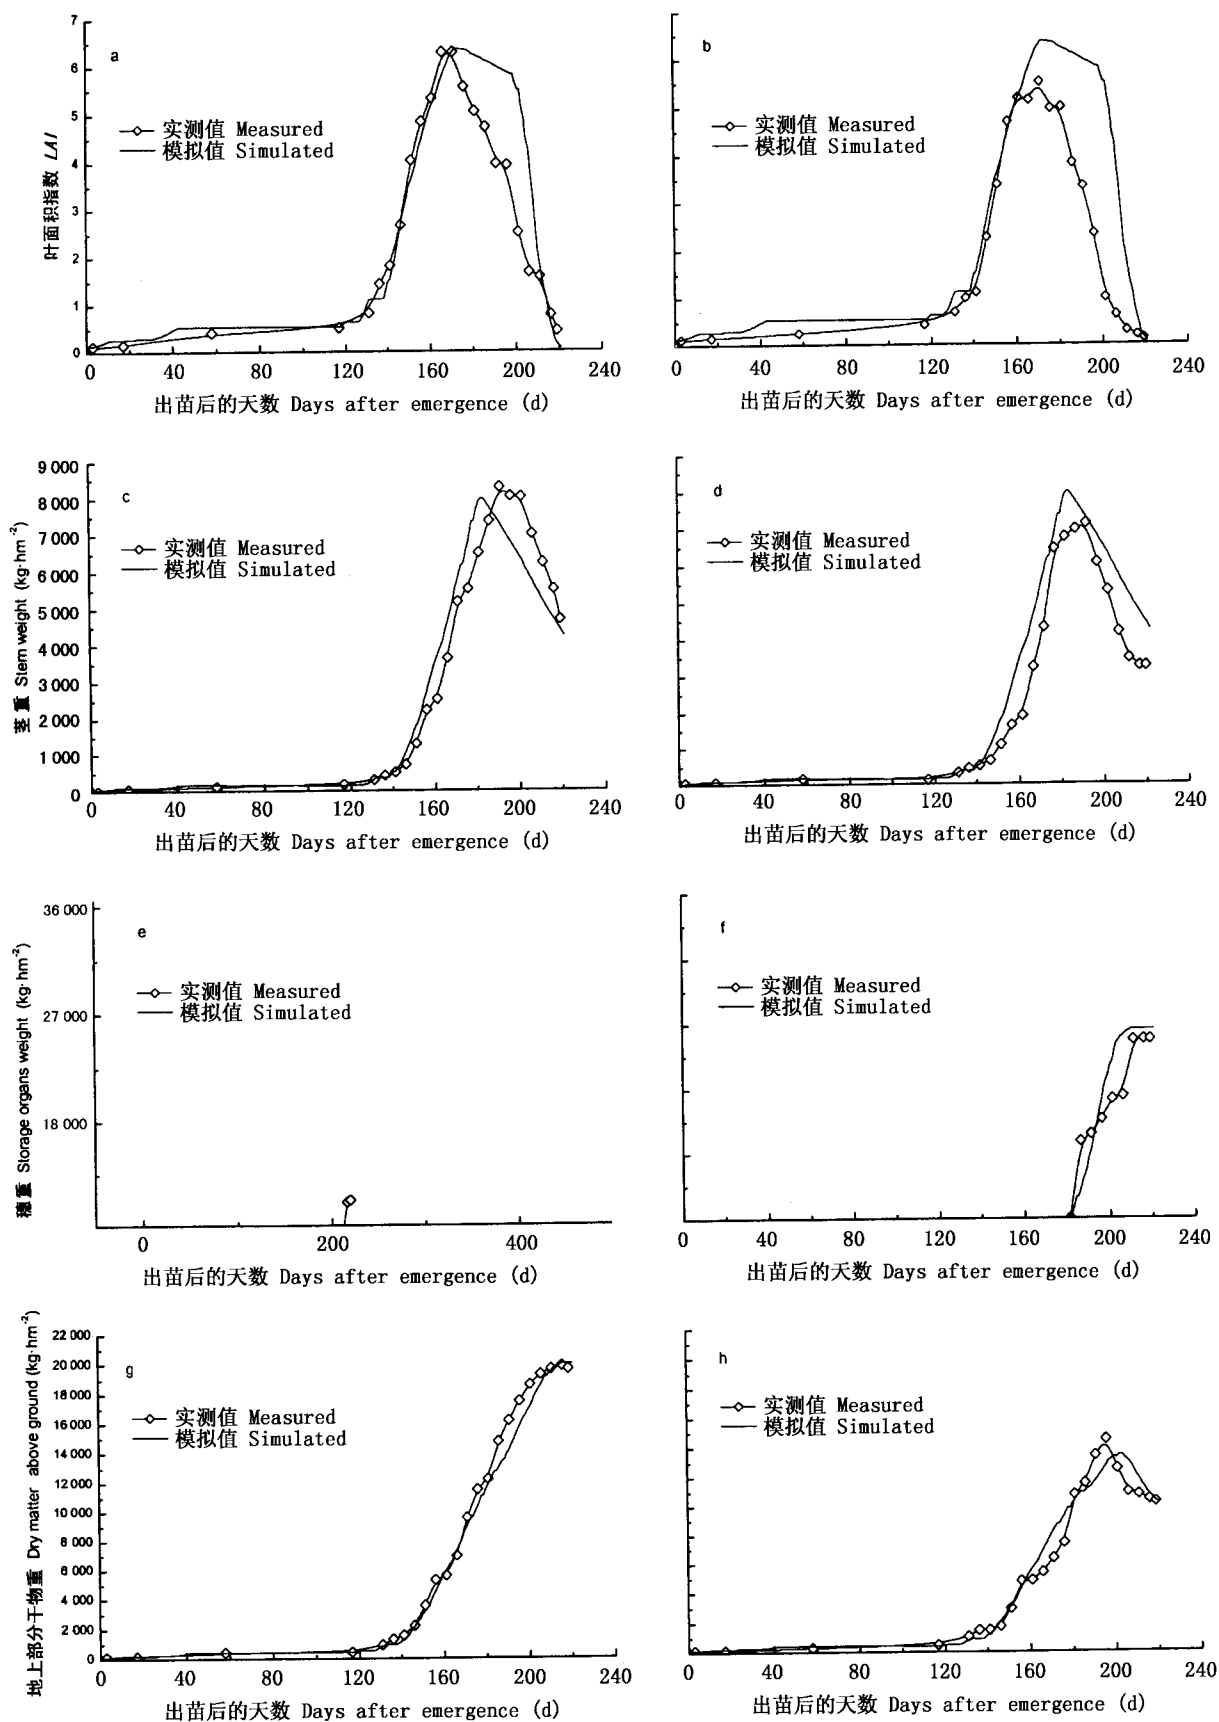 a
实测值 Measured
模拟值 Simulated
叶面积指数 LAI
7
6
5
4
3
2
1
0
0 40 80 120 160 200 240
出苗后的天数 Days after emergence (d)
b
实测值 Measured
模拟值 Simulated
0 40 80 120 160 200 240
出苗后的天数 Days after emergence (d)
c
实测值 Measured
模拟值 Simulated
茎重 Stem weight (kg·hm⁻²)
9 000
8 000
7 000
6 000
5 000
4 000
3 000
2 000
1 000
0
0 40 80 120 160 200 240
出苗后的天数 Days after emergence (d)
d
实测值 Measured
模拟值 Simulated
0 40 80 120 160 200 240
出苗后的天数 Days after emergence (d)
e
实测值 Measured
模拟值 Simulated
穗重 Storage organs weight (kg·hm⁻²)
36 000
27 000
18 000
0 200 400
出苗后的天数 Days after emergence (d)
f
实测值 Measured
模拟值 Simulated
0 40 80 120 160 200 240
出苗后的天数 Days after emergence (d)
g
实测值 Measured
模拟值 Simulated
地上部分干物重 Dry matter above ground (kg·hm⁻²)
22 000
20 000
18 000
16 000
14 000
12 000
10 000
8 000
6 000
4 000
2 000
0
0 40 80 120 160 200 240
出苗后的天数 Days after emergence (d)
h
实测值 Measured
模拟值 Simulated
0 40 80 120 160 200 240
出苗后的天数 Days after emergence (d)